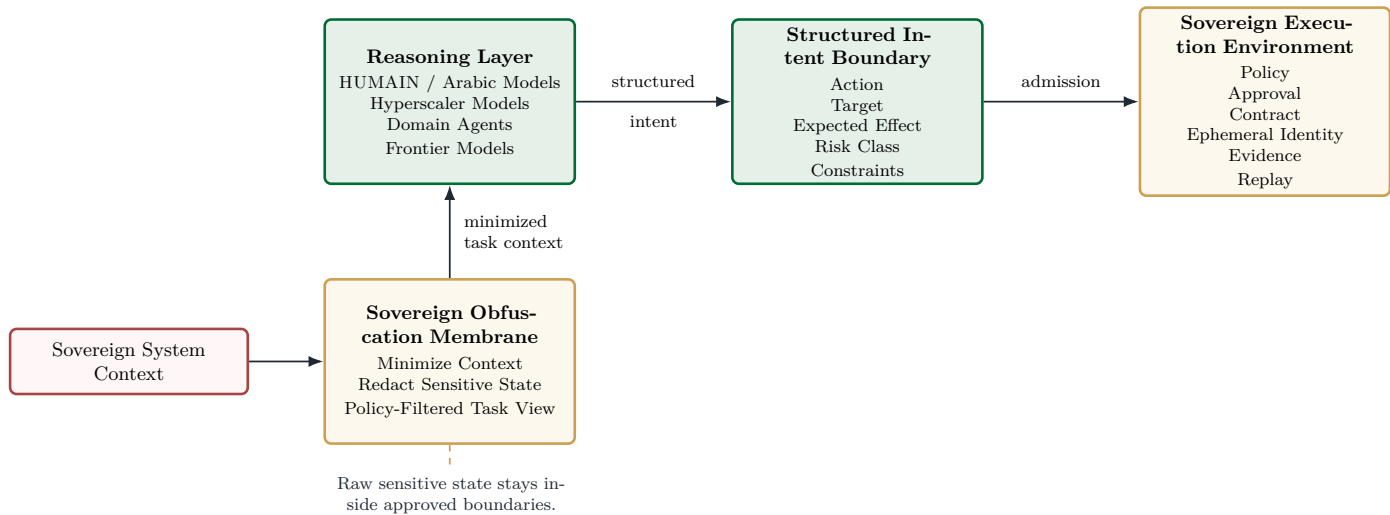 Reasoning Layer
HUMAIN / Arabic Models
Hyperscaler Models
Domain Agents
Frontier Models
structured
intent
Structured In-
tent Boundary
Action
Target
Expected Effect
Risk Class
Constraints
admission
Sovereign Execu-
tion Environment
Policy
Approval
Contract
Ephemeral Identity
Evidence
Replay
minimized
task context
Sovereign System
Context
Sovereign Obfus-
cation Membrane
Minimize Context
Redact Sensitive State
Policy-Filtered Task View
Raw sensitive state stays in-
side approved boundaries.